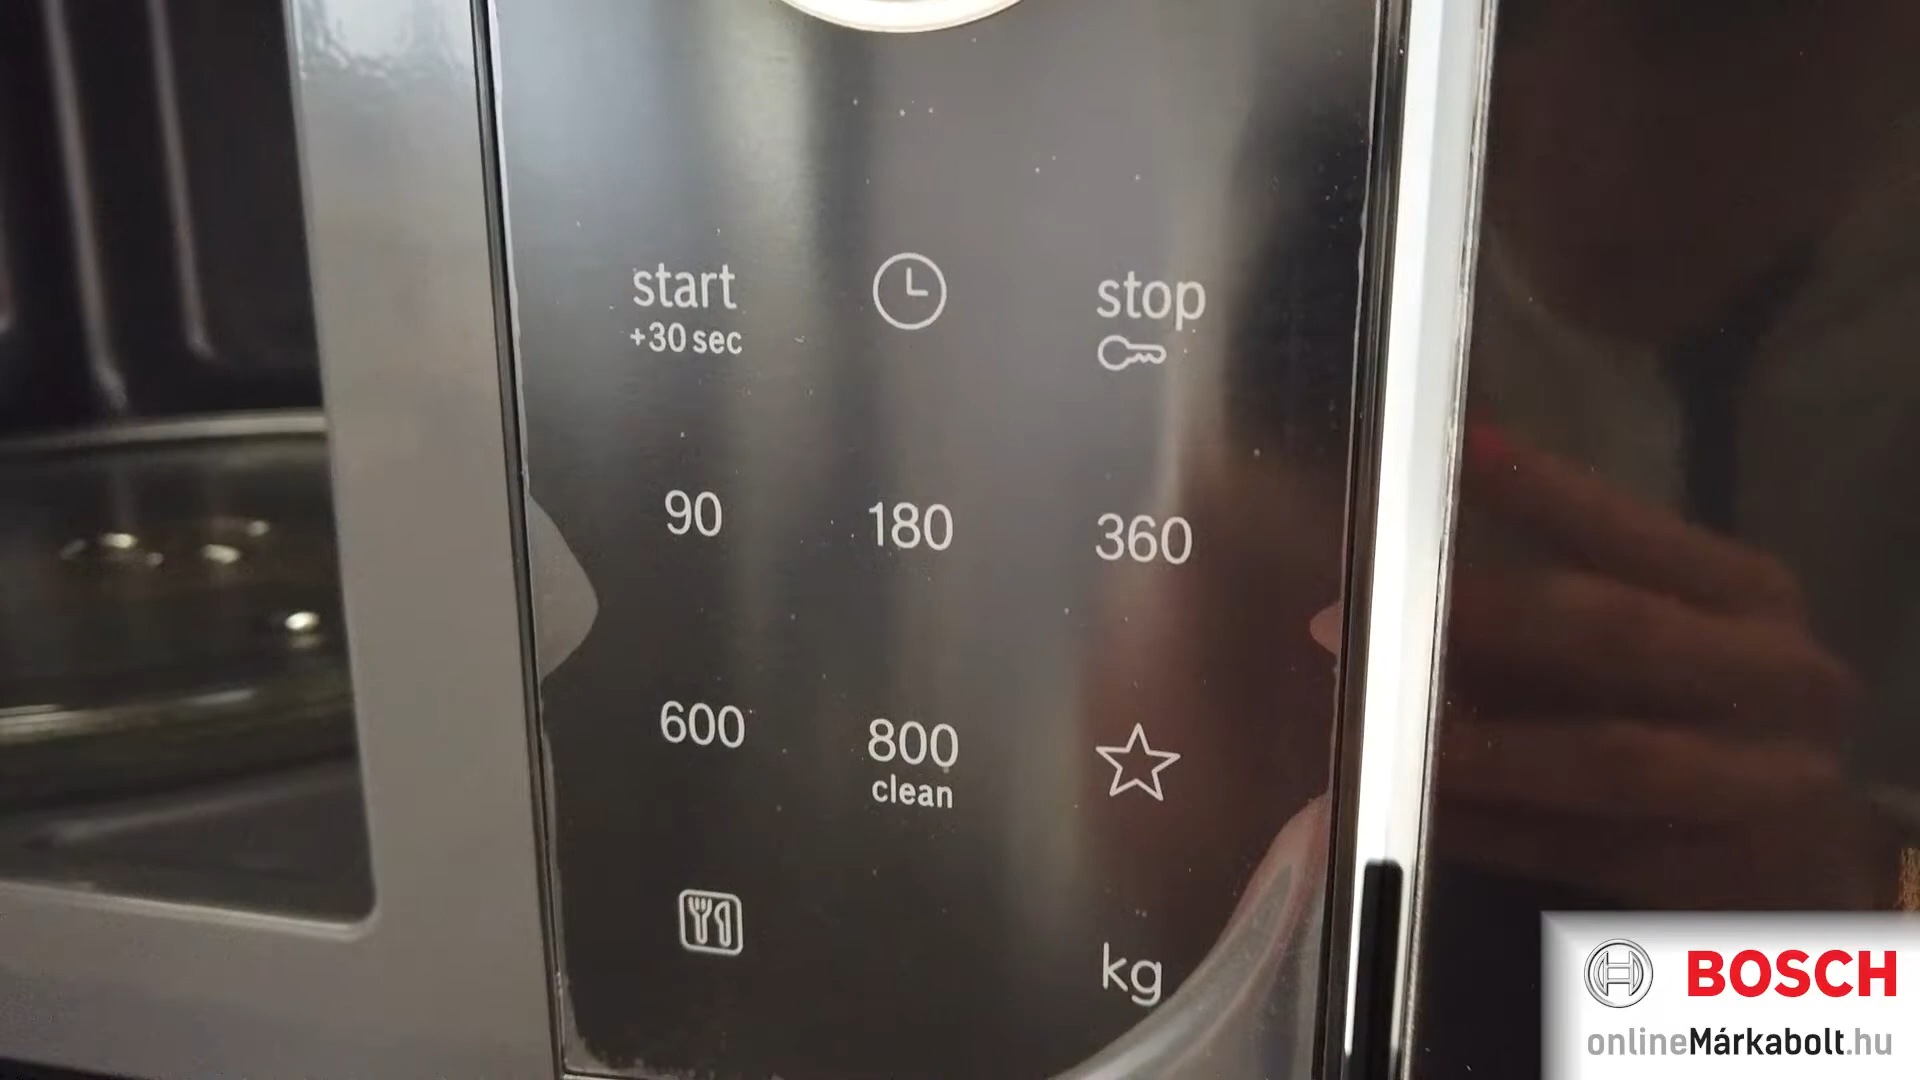 start
+30 sec
stop
90
180
360
600
800
clean
kg
BOSCH
onlineMárkabolt.hu